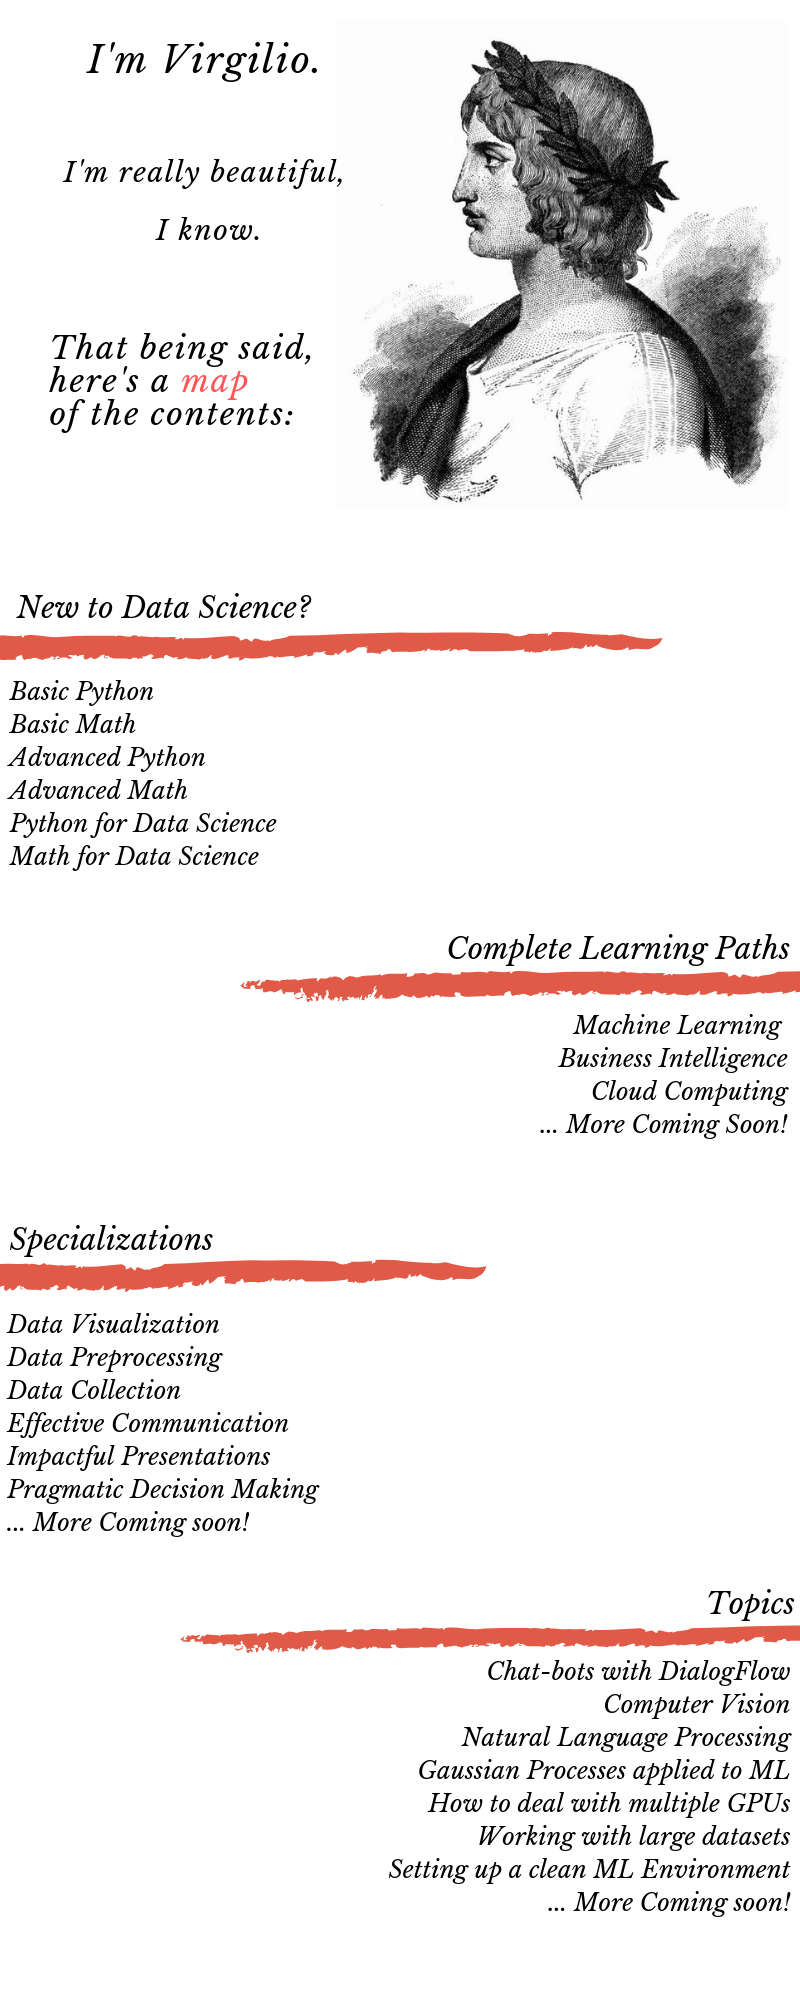 I'm Virgilio.
I'm really beautiful,
I know.
That being said,
here's a map
of the contents:
New to Data Science?
Basic Python
Basic Math
Advanced Python
Advanced Math
Python for Data Science
Math for Data Science
Complete Learning Paths
Machine Learning
Business Intelligence
Cloud Computing
... More Coming Soon!
Specializations
Data Visualization
Data Preprocessing
Data Collection
Effective Communication
Impactful Presentations
Pragmatic Decision Making
... More Coming soon!
Topics
Chat-bots with DialogFlow
Computer Vision
Natural Language Processing
Gaussian Processes applied to ML
How to deal with multiple GPUs
Working with large datasets
Setting up a clean ML Environment
... More Coming soon!